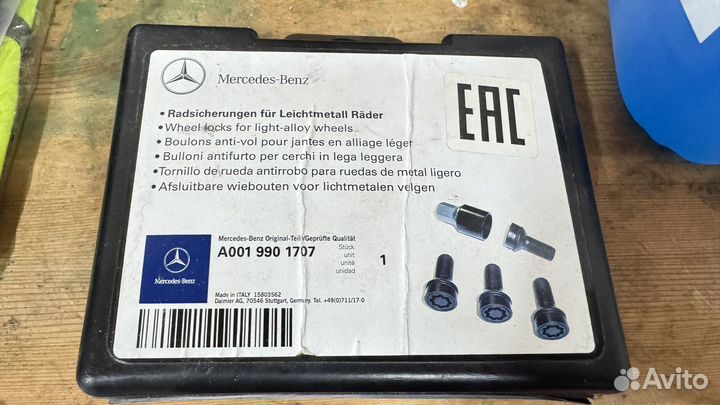 Mercedes-Benz
EAC
• Radsicherungen für Leichtmetall Räder
• Wheel locks for light-alloy wheels
• Boulons anti-vol pour jantes en alliage léger
• Bulloni antifurto per cerchi in lega leggera
• Tornillo de rueda antirrobo para ruedas de metal ligero
• Afsluitbare wiebouten voor lichtmetalen velgen
Mercedes-Benz Original-Teil/Geprüfte Qualität
A001 990 1707
Stück
unit
unité
unidad
1
Mercedes-Benz
Made in ITALY 15803562
Daimler AG, 70546 Stuttgart, Germany, Tel. +49(0)711/17-0
Avito